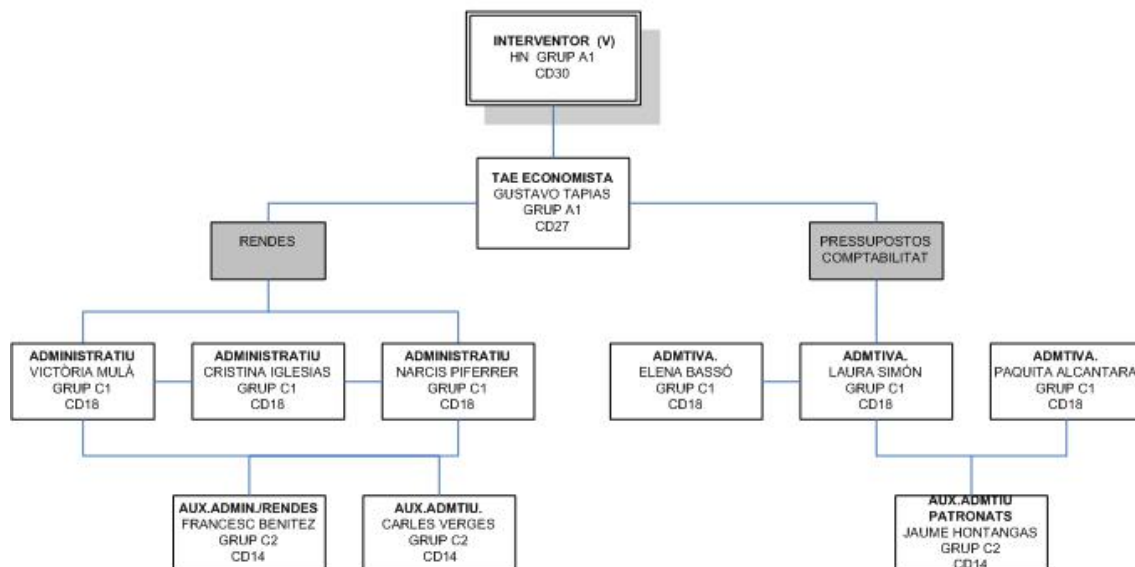 INTERVENTOR (V)
HN GRUP A1
CD30
TAE ECONOMISTA
GUSTAVO TAPIAS
GRUP A1
CD27
RENDES
PRESSUPOSTOS
COMPTABILITAT
ADMINISTRATIU
VICTÒRIA MULÀ
GRUP C1
CD18
ADMINISTRATIU
CRISTINA IGLESIAS
GRUP C1
CD18
ADMINISTRATIU
NARCIS PIFERRER
GRUP C1
CD18
ADMTIVA.
ELENA BASSÓ
GRUP C1
CD18
ADMTIVA.
LAURA SIMÓN
GRUP C1
CD18
ADMTIVA.
PAQUITA ALCANTARA
GRUP C1
CD18
AUX.ADMIN./RENDES
FRANCESC BENITEZ
GRUP C2
CD14
AUX.ADMTIU.
CARLES VERGES
GRUP C2
CD14
AUX.ADMTIU
PATRONATS
JAUME HONTANGAS
GRUP C2
CD14